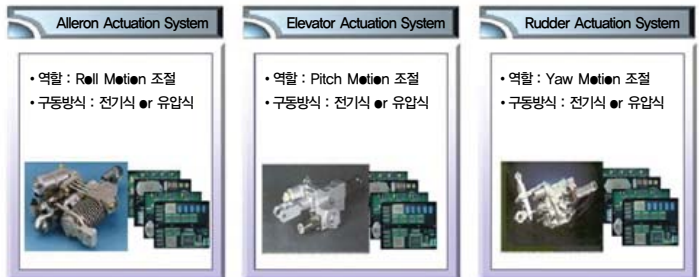 Alleron Actuation System
• 역할 : Roll Motion 조절
• 구동방식 : 전기식 or 유압식
Elevator Actuation System
• 역할 : Pitch Motion 조절
• 구동방식 : 전기식 or 유압식
Rudder Actuation System
• 역할 : Yaw Motion 조절
• 구동방식 : 전기식 or 유압식